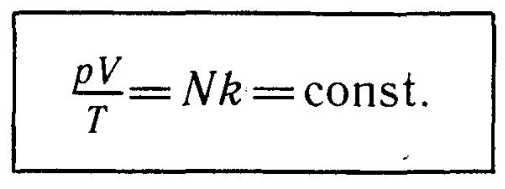 pV/T = Nk = const.